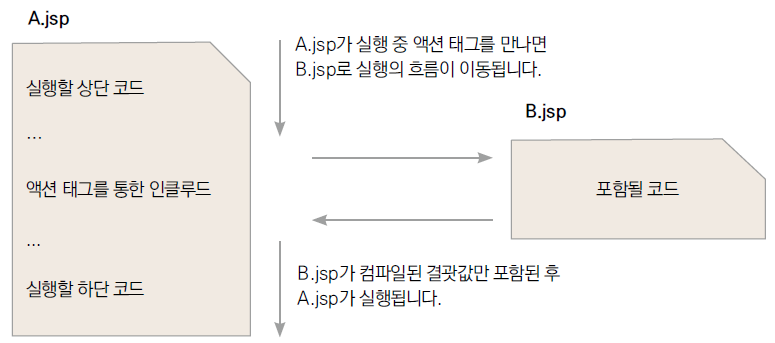 A.jsp
실행할 상단 코드
...
액션 태그를 통한 인클루드
...
실행할 하단 코드
A.jsp가 실행 중 액션 태그를 만나면
B.jsp로 실행의 흐름이 이동됩니다.
B.jsp
포함될 코드
B.jsp가 컴파일된 결괏값만 포함된 후
A.jsp가 실행됩니다.